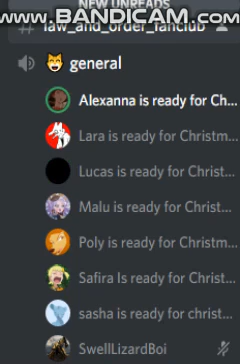 NEW UNREADS
www.BANDICAM.com
# law_and_order_fanclub
general
Alexanna is ready for Ch...
Lara is ready for Christm...
Lucas is ready for Christ...
Malu is ready for Christ...
Poly is ready for Christm...
Safira Is ready for Christ...
sasha is ready for christ...
SwellLizardBoi